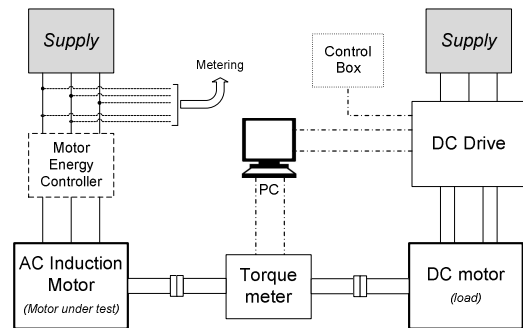 Supply
Metering
Control
Box
Supply
Motor
Energy
Controller
PC
DC Drive
AC Induction
Motor
(Motor under test)
Torque
meter
DC motor
(load)